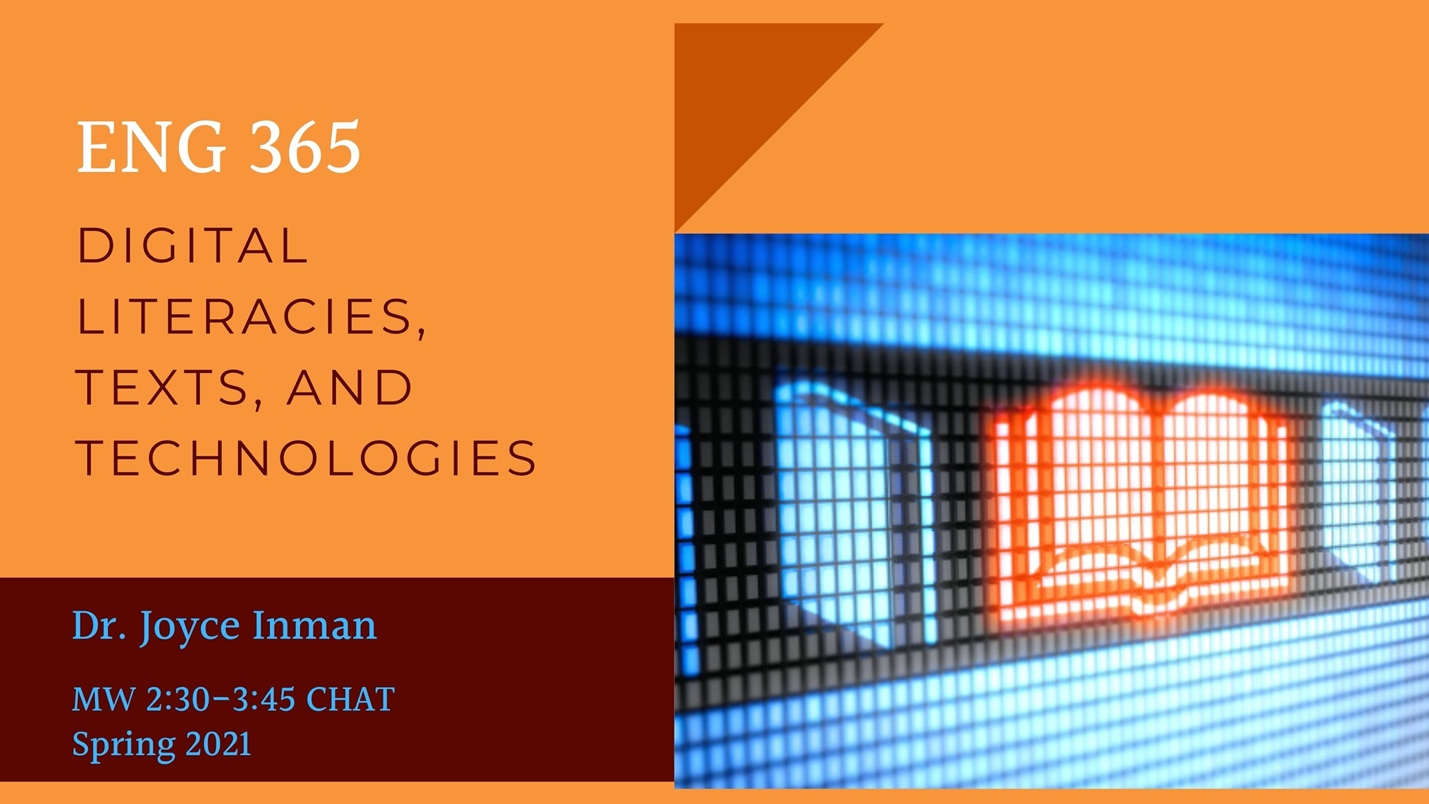 ENG 365
DIGITAL
LITERACIES,
TEXTS, AND
TECHNOLOGIES
Dr. Joyce Inman
MW 2:30–3:45 CHAT
Spring 2021